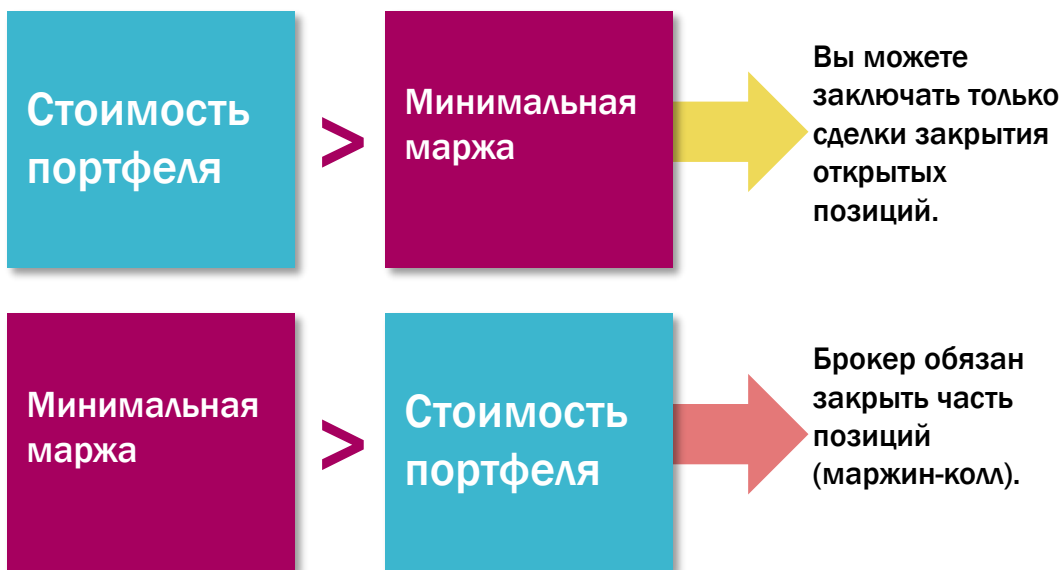 Стоимость
портфеля
>
Минимальная
маржа
Вы можете
заключать только
сделки закрытия
открытых
позиций.
Минимальная
маржа
>
Стоимость
портфеля
Брокер обязан
закрыть часть
позиций
(маржин-колл).